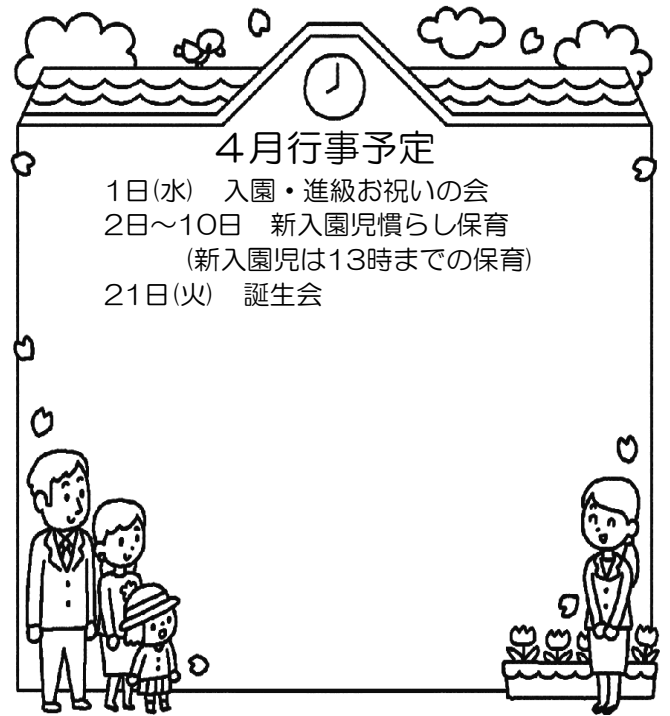 ４月行事予定
1日(水)　入園・進級お祝いの会
2日～10日　新入園児慣らし保育
(新入園児は13時までの保育)
21日(火)　誕生会